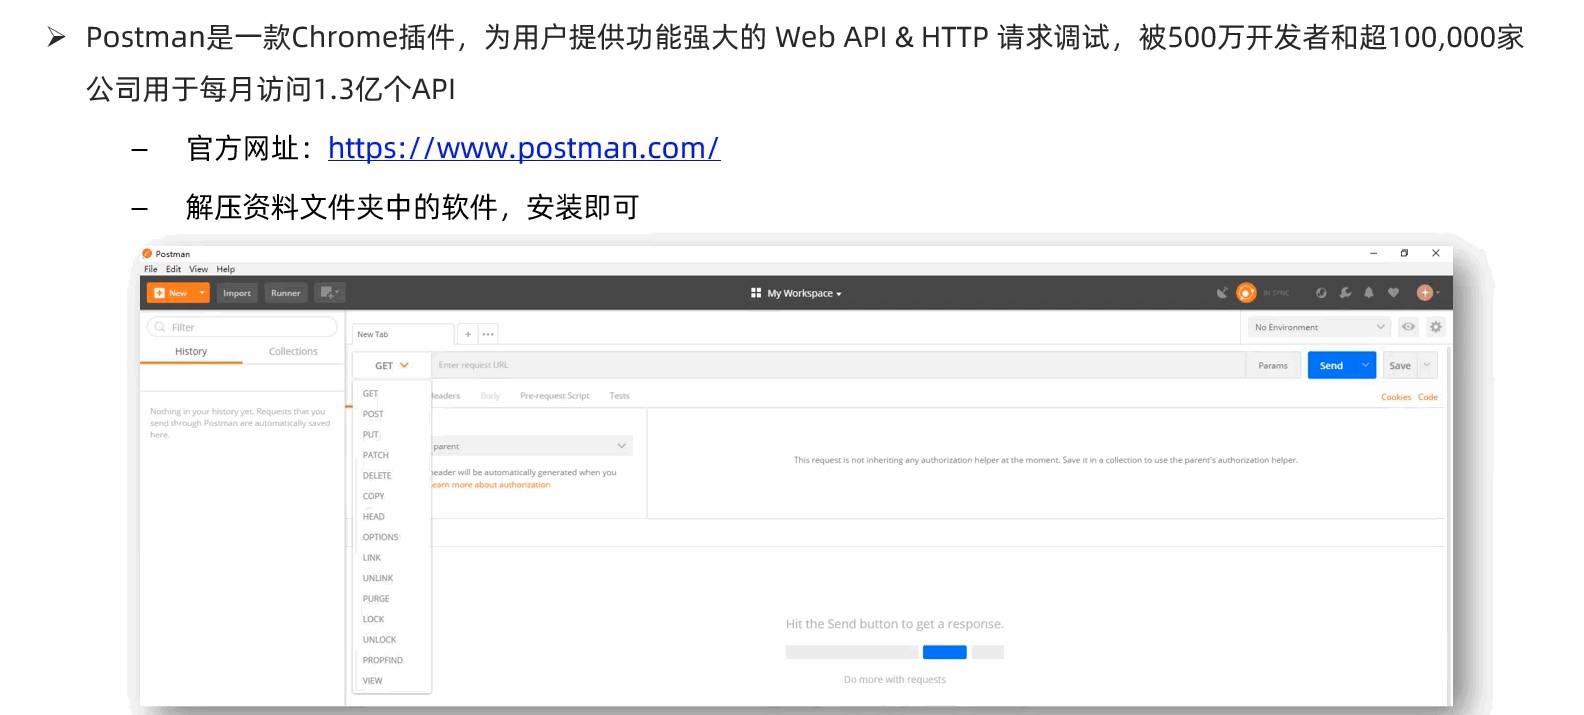 ➢ Postman是一款Chrome插件，为用户提供功能强大的 Web API & HTTP 请求调试，被500万开发者和超100,000家
公司用于每月访问1.3亿个API
– 官方网址：https://www.postman.com/
– 解压资料文件夹中的软件，安装即可
Postman
File Edit View Help
New Import Runner My Workspace IN SYNC
Filter
New Tab + ••• No Environment
History Collections
GET Enter request URL Params Send Save
GET
eaders Body Pre-request Script Tests Cookies Code
Nothing in your history yet. Requests that you
send through Postman are automatically saved
here.
POST
PUT
parent
PATCH
This request is not inheriting any authorization helper at the moment. Save it in a collection to use the parent's authorization helper.
DELETE
eader will be automatically generated when you
earn more about authorization
COPY
HEAD
OPTIONS
LINK
UNLINK
PURGE
LOCK
UNLOCK
PROPFIND
VIEW
Hit the Send button to get a response.
Do more with requests